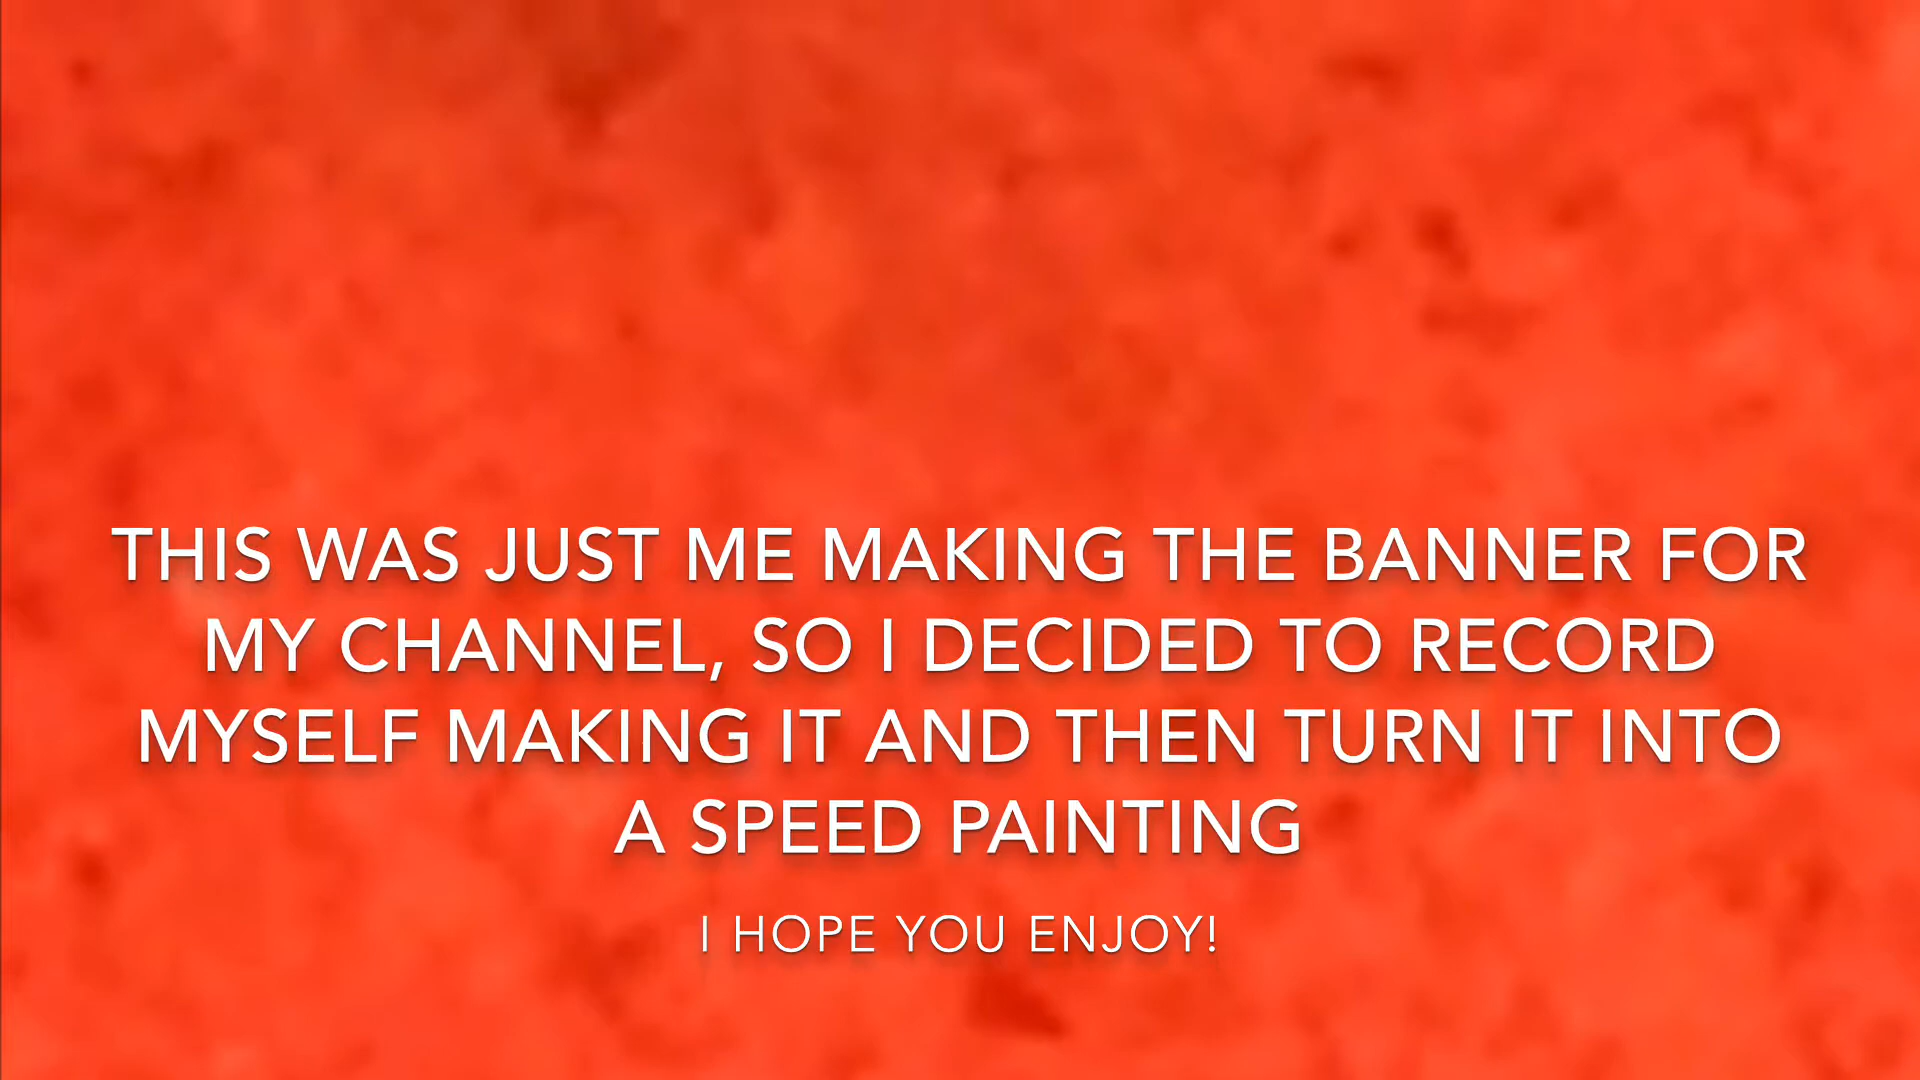 THIS WAS JUST ME MAKING THE BANNER FOR
MY CHANNEL, SO I DECIDED TO RECORD
MYSELF MAKING IT AND THEN TURN IT INTO
A SPEED PAINTING
I HOPE YOU ENJOY!